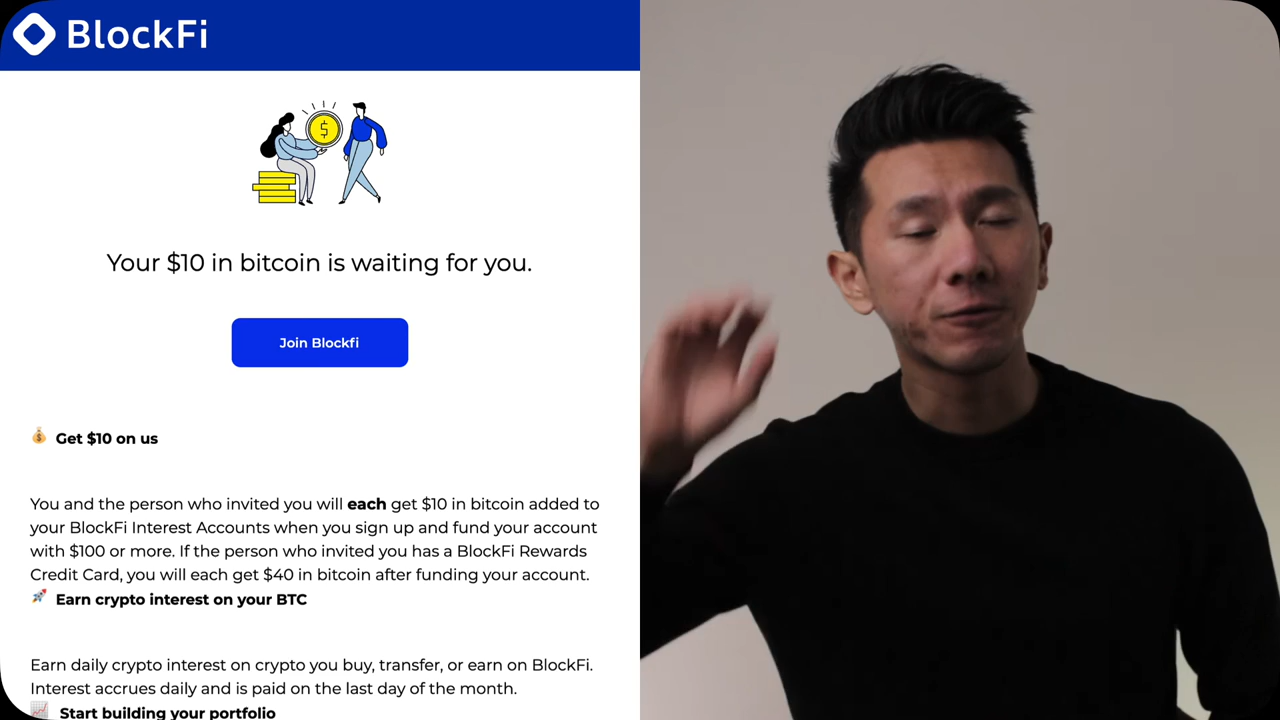 BlockFi
$
Your $10 in bitcoin is waiting for you.
Join Blockfi
$
Get $10 on us
You and the person who invited you will each get $10 in bitcoin added to
your BlockFi Interest Accounts when you sign up and fund your account
with $100 or more. If the person who invited you has a BlockFi Rewards
Credit Card, you will each get $40 in bitcoin after funding your account.
Earn crypto interest on your BTC
Earn daily crypto interest on crypto you buy, transfer, or earn on BlockFi.
Interest accrues daily and is paid on the last day of the month.
Start building your portfolio